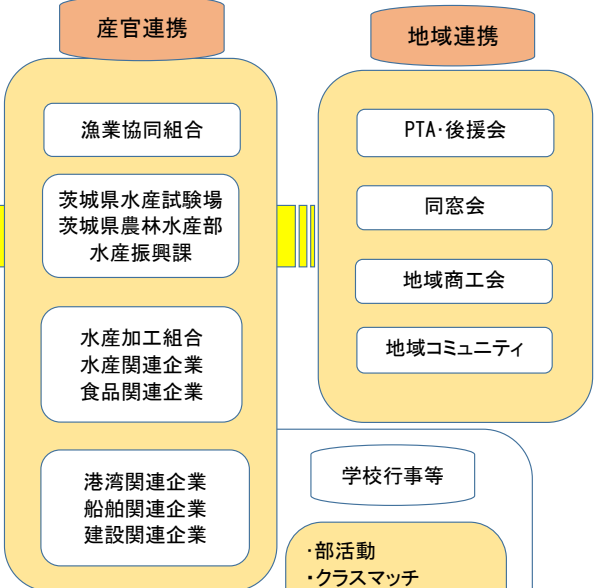 産官連携
漁業協同組合
茨城県水産試験場
茨城県農林水産部
水産振興課
水産加工組合
水産関連企業
食品関連企業
港湾関連企業
船舶関連企業
建設関連企業
地域連携
PTA・後援会
同窓会
地域商工会
地域コミュニティ
学校行事等
・部活動
・クラスマッチ